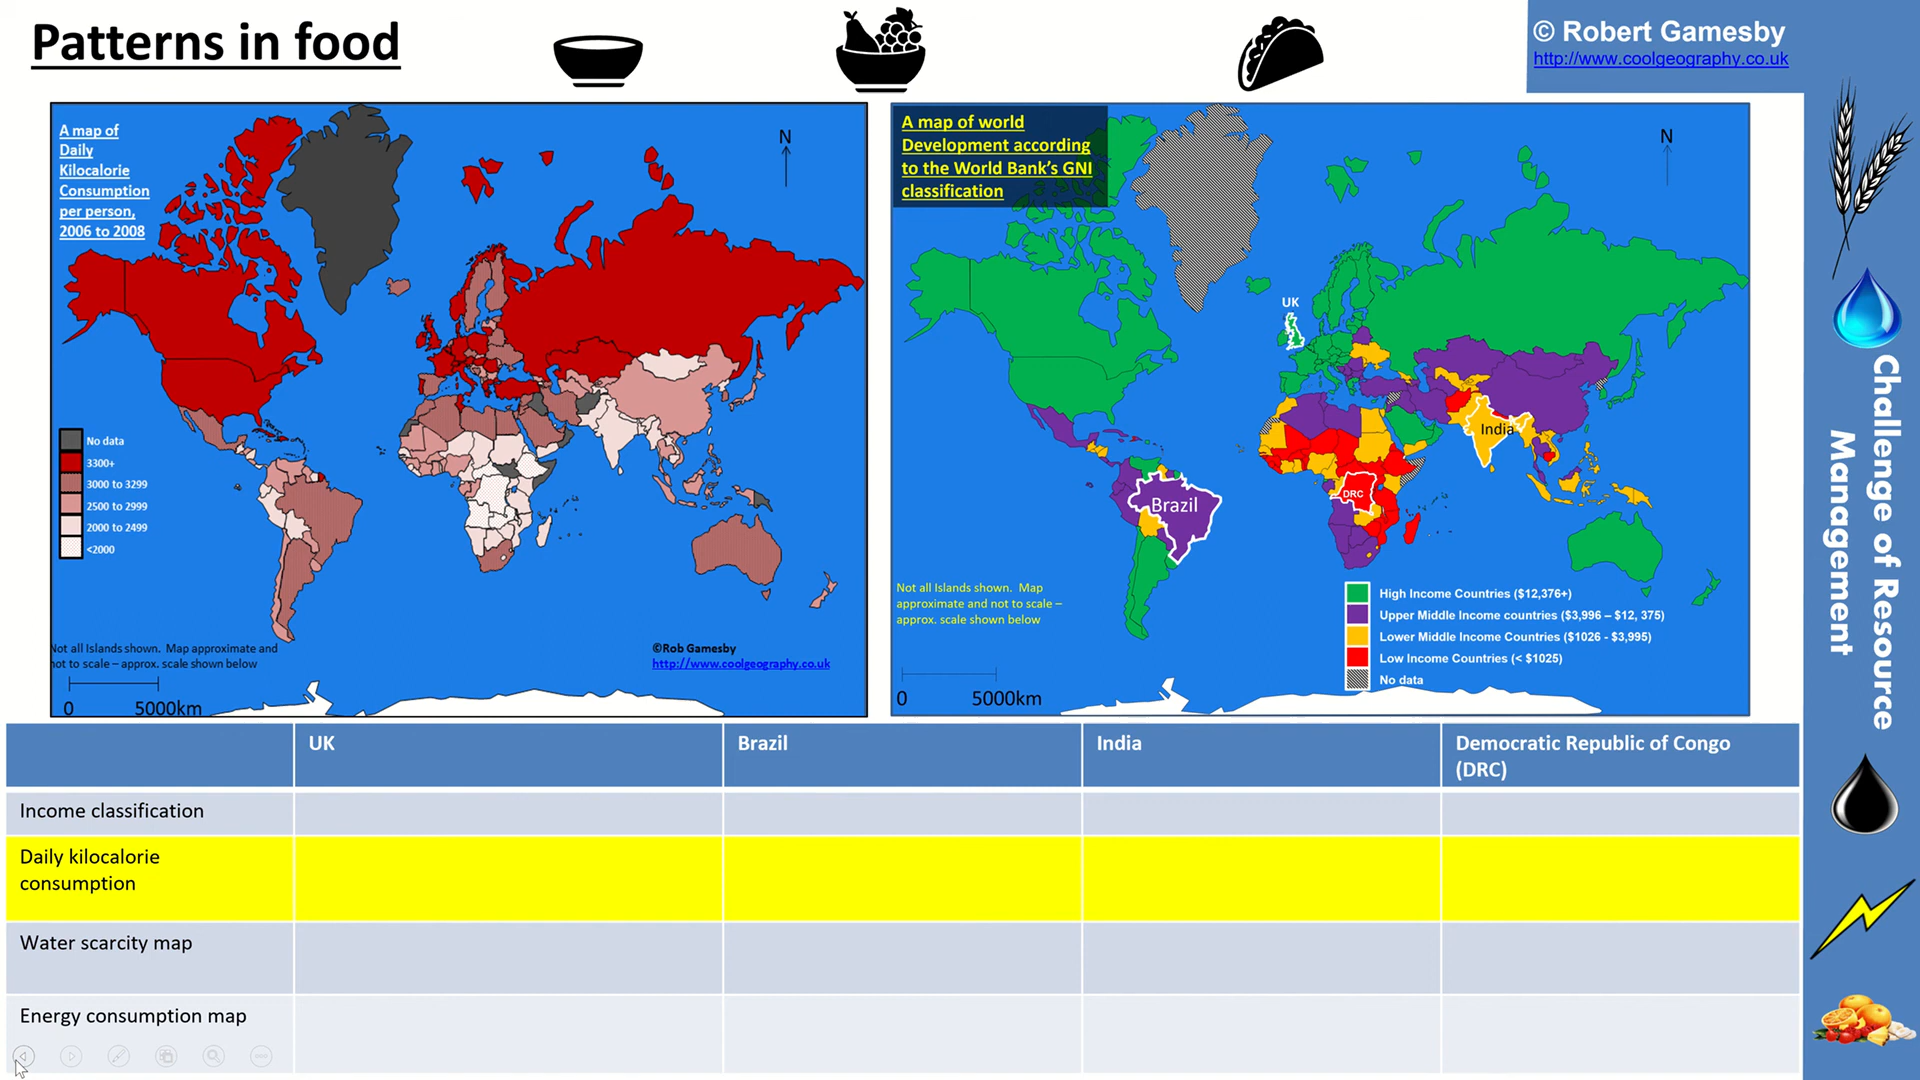 Patterns in food
© Robert Gamesby
http://www.coolgeography.co.uk
A map of
Daily
Kilocalorie
Consumption
per person,
2006 to 2008
N
No data
3300+
3000 to 3299
2500 to 2999
2000 to 2499
<2000
Not all Islands shown. Map approximate and
not to scale – approx. scale shown below
0 5000km
©Rob Gamesby
http://www.coolgeography.co.uk
A map of world
Development according
to the World Bank's GNI
classification
N
UK
India
Brazil
DRC
Not all Islands shown. Map
approximate and not to scale –
approx. scale shown below
0 5000km
High Income Countries ($12,376+)
Upper Middle Income countries ($3,996 – $12, 375)
Lower Middle Income Countries ($1026 - $3,995)
Low Income Countries (< $1025)
No data
UK Brazil India Democratic Republic of Congo
(DRC)
Income classification
Daily kilocalorie
consumption
Water scarcity map
Energy consumption map
Challenge of Resource
Management